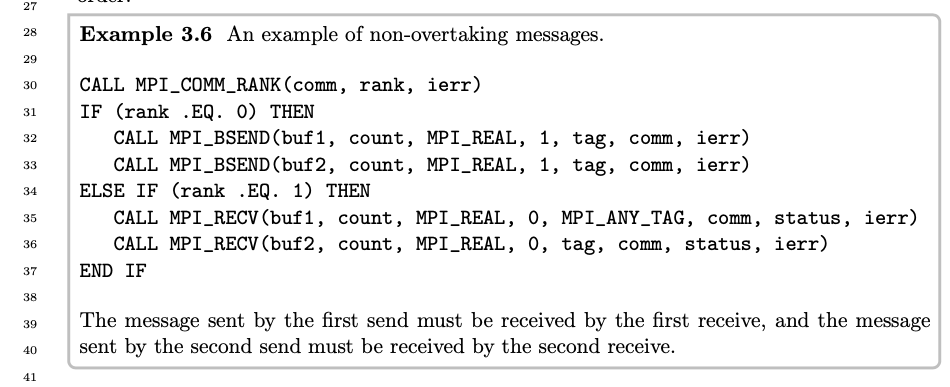 27 order.
28 Example 3.6 An example of non-overtaking messages.
29
30 CALL MPI_COMM_RANK(comm, rank, ierr)
31 IF (rank .EQ. 0) THEN
32 CALL MPI_BSEND(buf1, count, MPI_REAL, 1, tag, comm, ierr)
33 CALL MPI_BSEND(buf2, count, MPI_REAL, 1, tag, comm, ierr)
34 ELSE IF (rank .EQ. 1) THEN
35 CALL MPI_RECV(buf1, count, MPI_REAL, 0, MPI_ANY_TAG, comm, status, ierr)
36 CALL MPI_RECV(buf2, count, MPI_REAL, 0, tag, comm, status, ierr)
37 END IF
38
39 The message sent by the first send must be received by the first receive, and the message
40 sent by the second send must be received by the second receive.
41